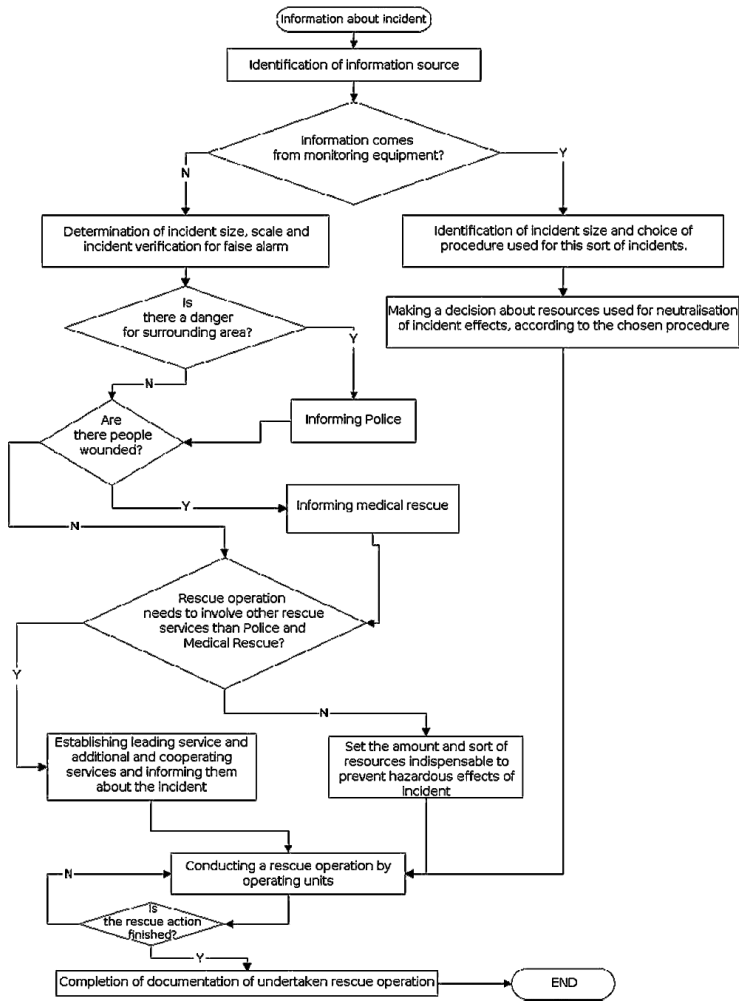 Information about incident
Identification of information source
Information comes
from monitoring equipment?
N
Y
Determination of incident size, scale and
incident verification for false alarm
Identification of incident size and choice of
procedure used for this sort of incidents.
Is
there a danger
for surrounding area?
Making a decision about resources used for neutralisation
of incident effects, according to the chosen procedure
Y
N
Are
there people
wounded?
Informing Police
Y
Informing medical rescue
N
Rescue operation
needs to involve other rescue
services than Police and
Medical Rescue?
Y
N
Establishing leading service and
additional and cooperating
services and informing them
about the incident
Set the amount and sort of
resources indispensable to
prevent hazardous effects of
incident
Conducting a rescue operation by
operating units
N
Is
the rescue action
finished?
Y
Completion of documentation of undertaken rescue operation
END